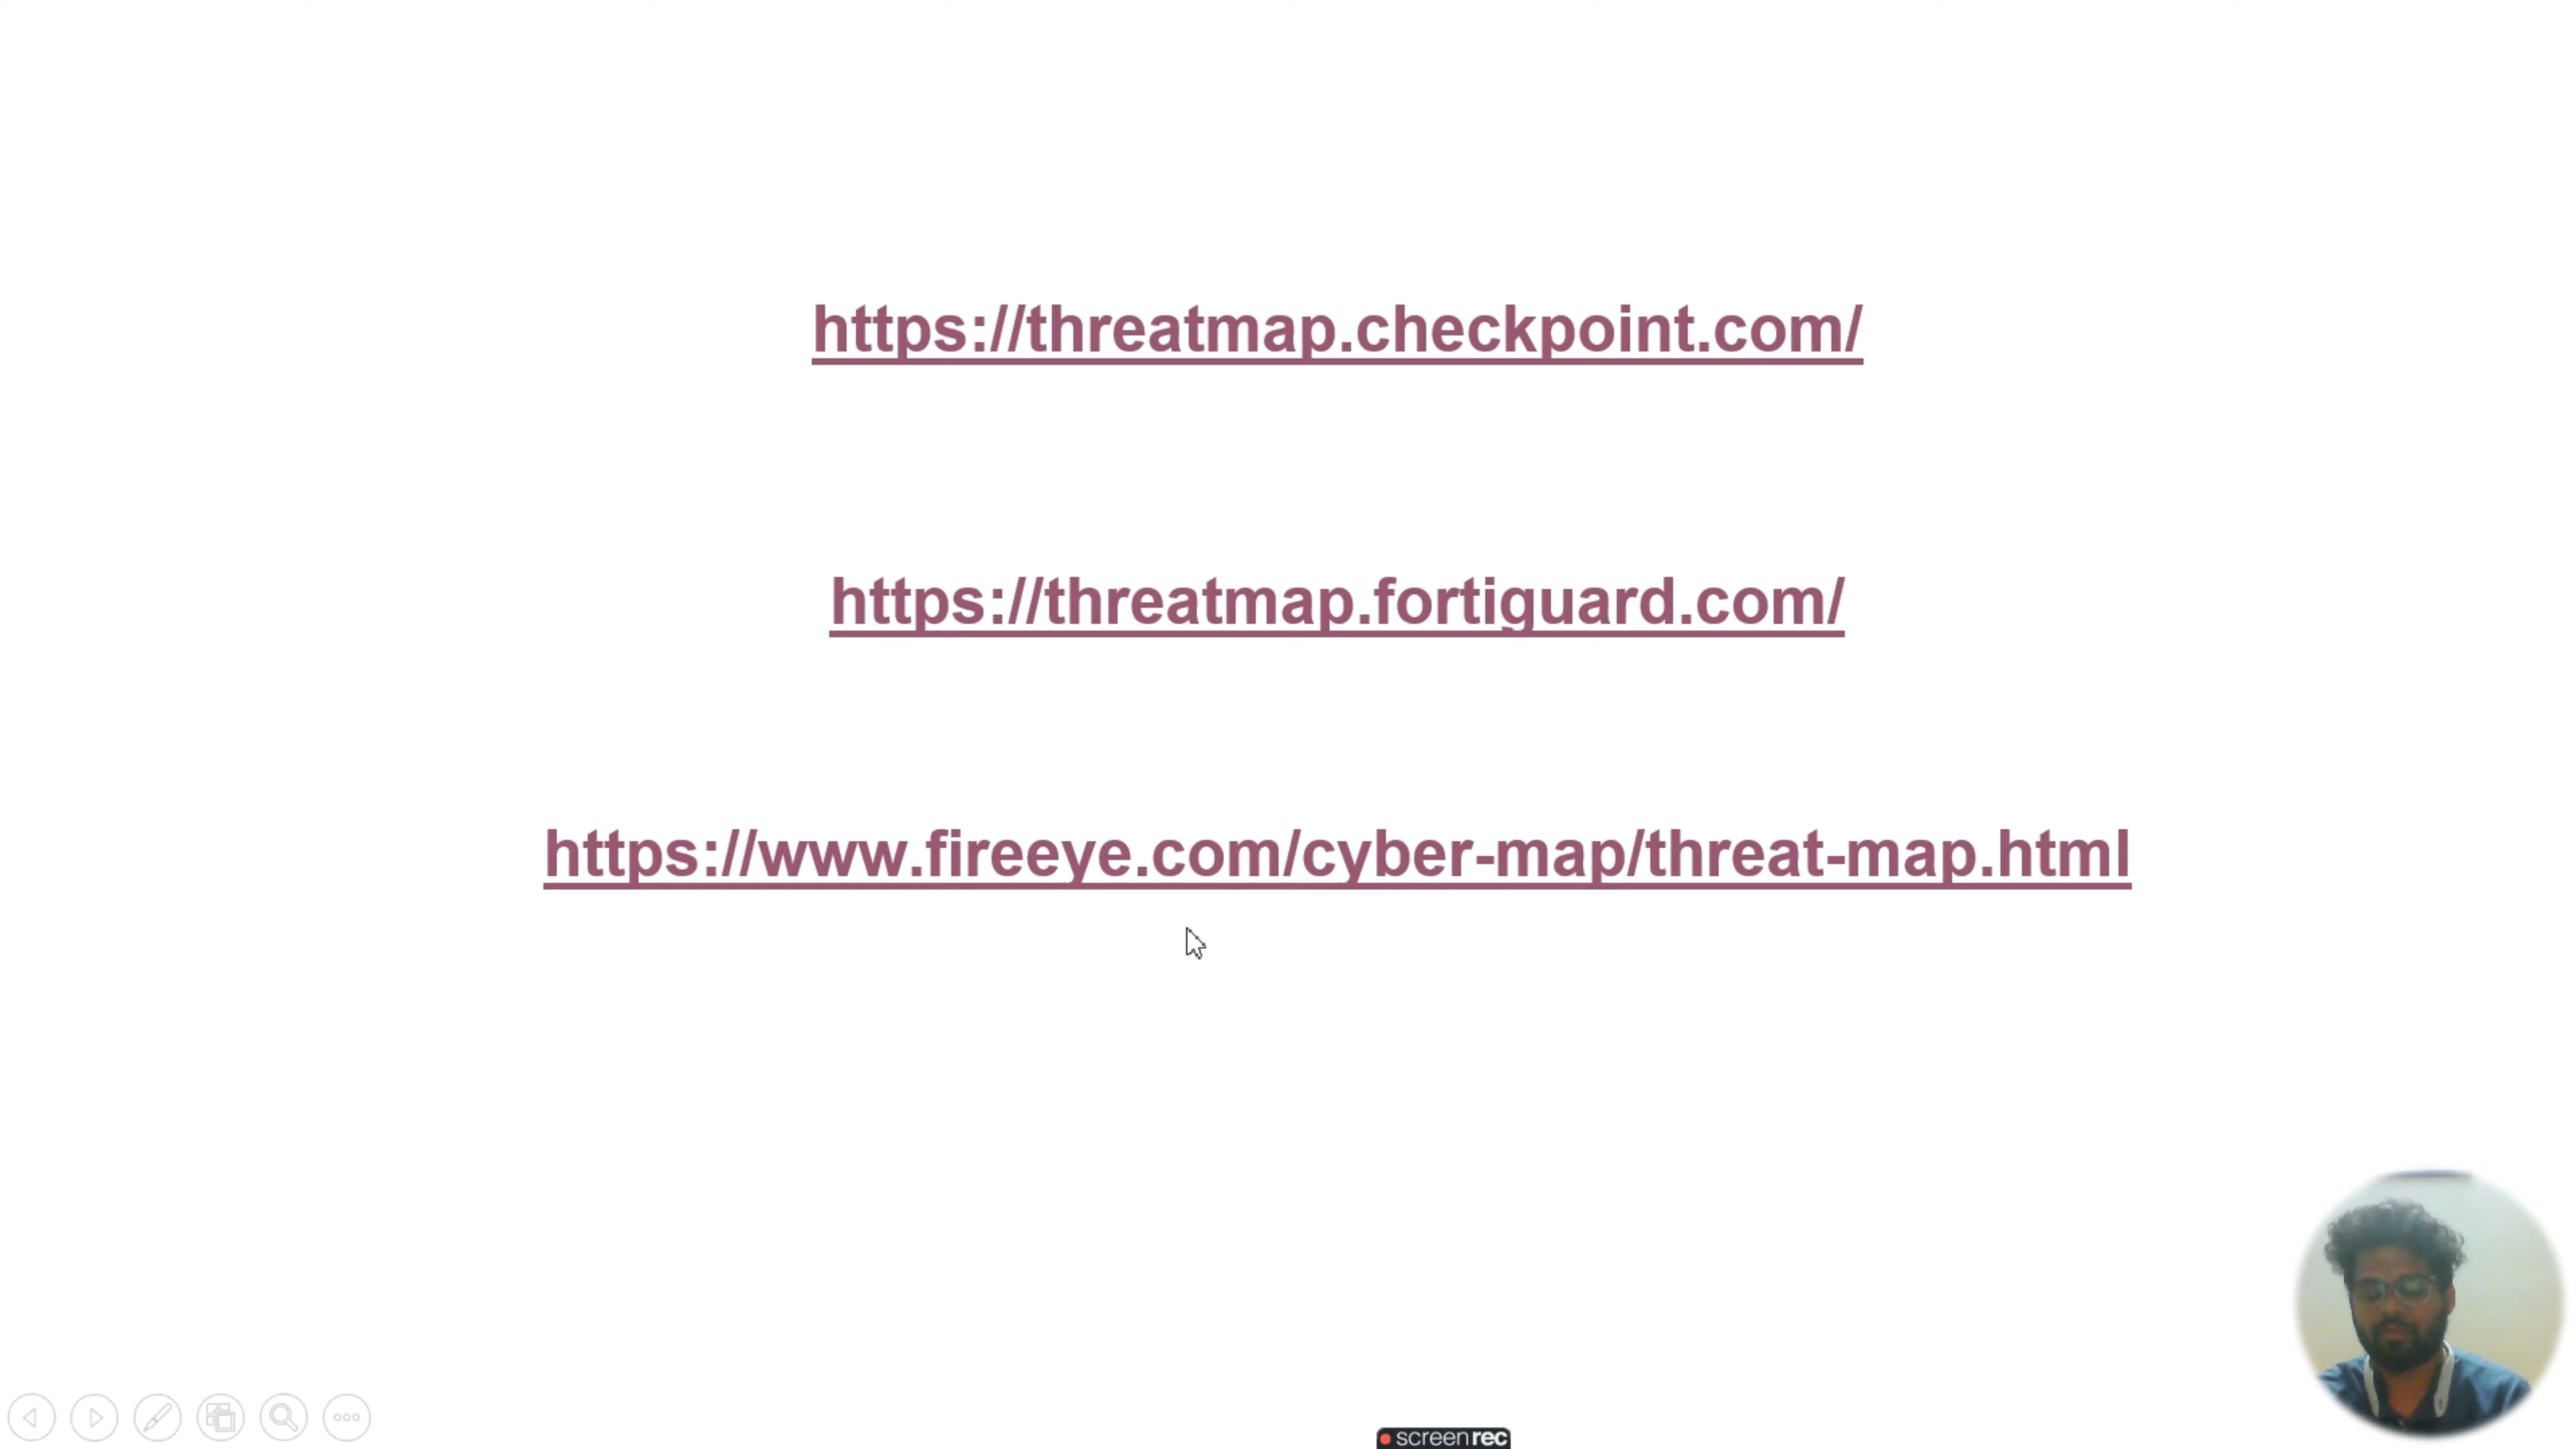 https://threatmap.checkpoint.com/
https://threatmap.fortiguard.com/
https://www.fireeye.com/cyber-map/threat-map.html
screenrec